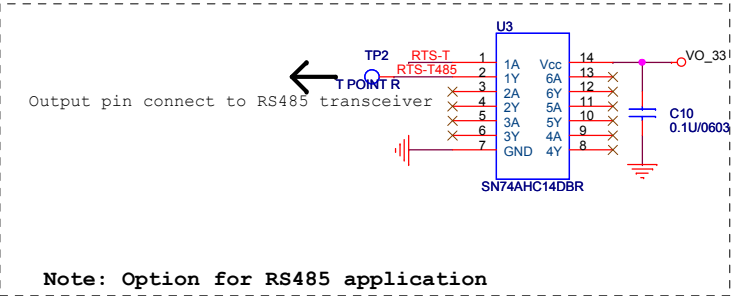 U3
TP2
RTS-T
1
1A
Vcc
14
VO_33
RTS-T485
2
1Y
6A
13
T POINT R
3
2A
6Y
12
Output pin connect to RS485 transceiver
4
2Y
5A
11
5
3A
5Y
10
C10
6
3Y
4A
9
0.1U/0603
7
GND
4Y
8
SN74AHC14DBR
Note: Option for RS485 application